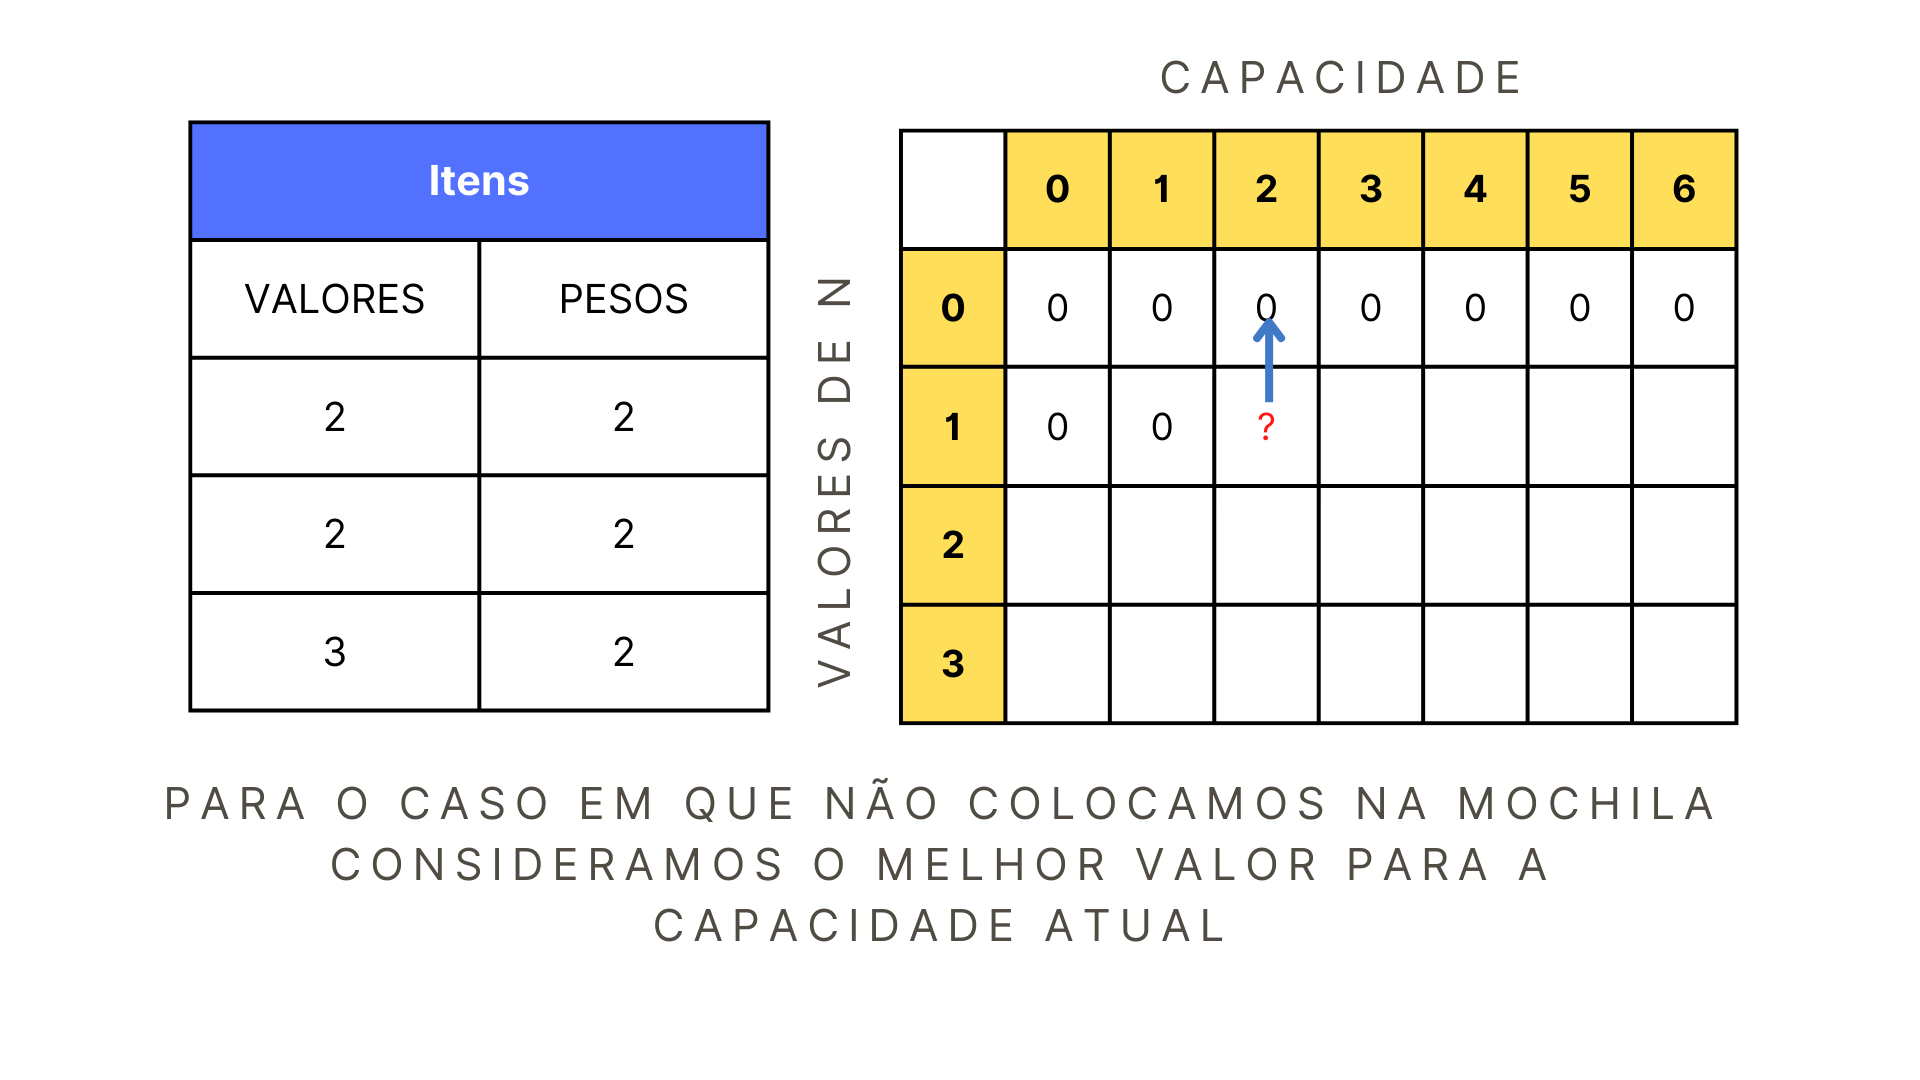 CAPACIDADE
Itens
VALORES PESOS
2 2
2 2
3 2
VALORES DE N
0 1 2 3 4 5 6
0 0 0 0 0 0 0 0
1 0 0 ?
2
3
PARA O CASO EM QUE NÃO COLOCAMOS NA MOCHILA
CONSIDERAMOS O MELHOR VALOR PARA A
CAPACIDADE ATUAL